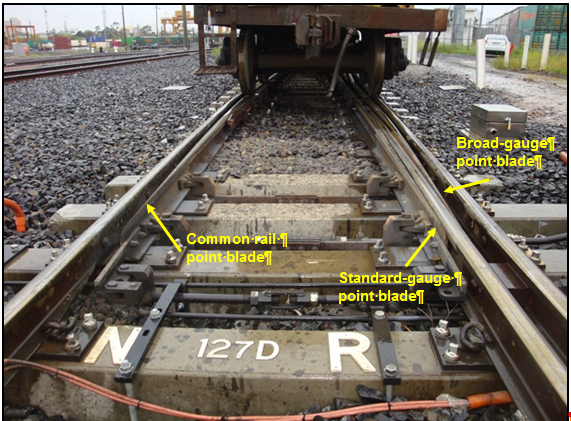 Broad-gauge¶
point·blade¶
Common·rail·¶
point·blade¶
Standard-gauge·¶
point·blade¶
N 127D R